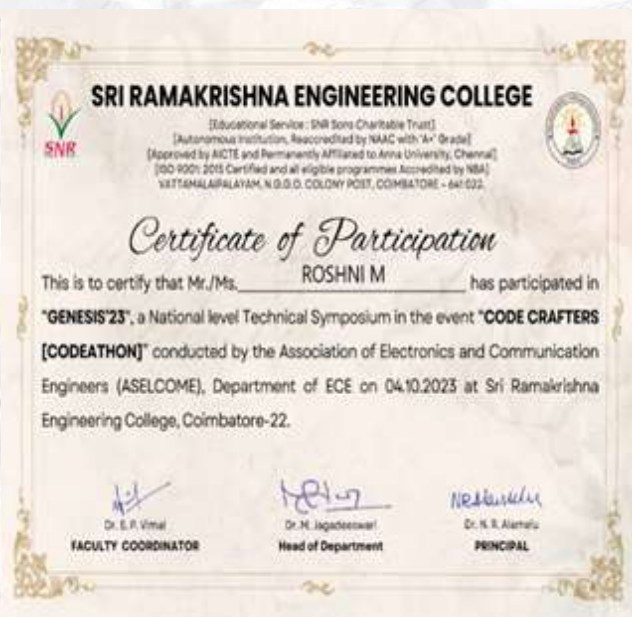 SRI RAMAKRISHNA ENGINEERING COLLEGE
[Educational Service : SNR Sons Charitable Trust]
[Autonomous Institution, Reaccredited by NAAC with 'A+' Grade]
[Approved by AICTE and Permanently Affiliated to Anna University, Chennai]
[ISO 9001: 2015 Certified and all eligible programmes Accredited by NBA]
VATTAMALAIPALAYAM, N.G.G.O. COLONY POST, COIMBATORE - 641 022.
SNR
Certificate of Participation
This is to certify that Mr./Ms. ROSHNI M has participated in
"GENESIS'23", a National level Technical Symposium in the event "CODE CRAFTERS
[CODEATHON]" conducted by the Association of Electronics and Communication
Engineers (ASELCOME), Department of ECE on 04.10.2023 at Sri Ramakrishna
Engineering College, Coimbatore-22.
Dr. S. P. Vimal
FACULTY COORDINATOR
Dr. M. Jagadeeswari
Head of Department
Dr. N. R. Alamelu
PRINCIPAL